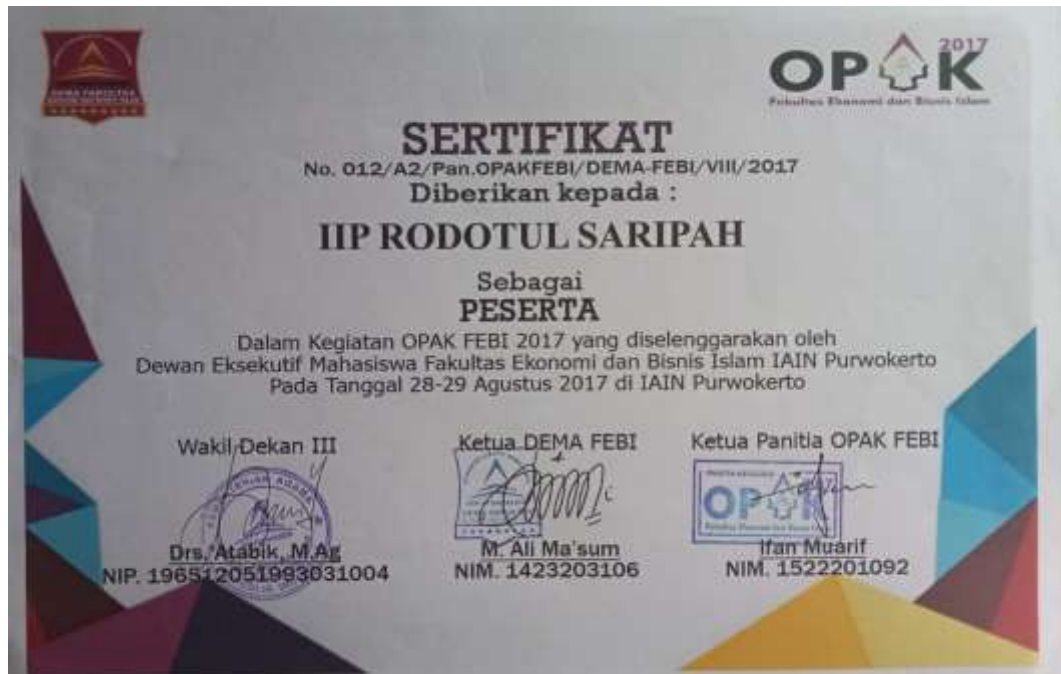 DEMA FAKULTAS
2017
OPAK
Fakultas Ekonomi dan Bisnis Islam
SERTIFIKAT
No. 012/A2/Pan.OPAKFEBI/DEMA-FEBI/VIII/2017
Diberikan kepada :
IIP RODOTUL SARIPAH
Sebagai
PESERTA
Dalam Kegiatan OPAK FEBI 2017 yang diselenggarakan oleh
Dewan Eksekutif Mahasiswa Fakultas Ekonomi dan Bisnis Islam IAIN Purwokerto
Pada Tanggal 28-29 Agustus 2017 di IAIN Purwokerto
Wakil Dekan III
Drs. Atabik, M.Ag
NIP. 196512051993031004
Ketua DEMA FEBI
M. Ali Ma'sum
NIM. 1423203106
Ketua Panitia OPAK FEBI
OPAK
Ifan Muarif
NIM. 1522201092